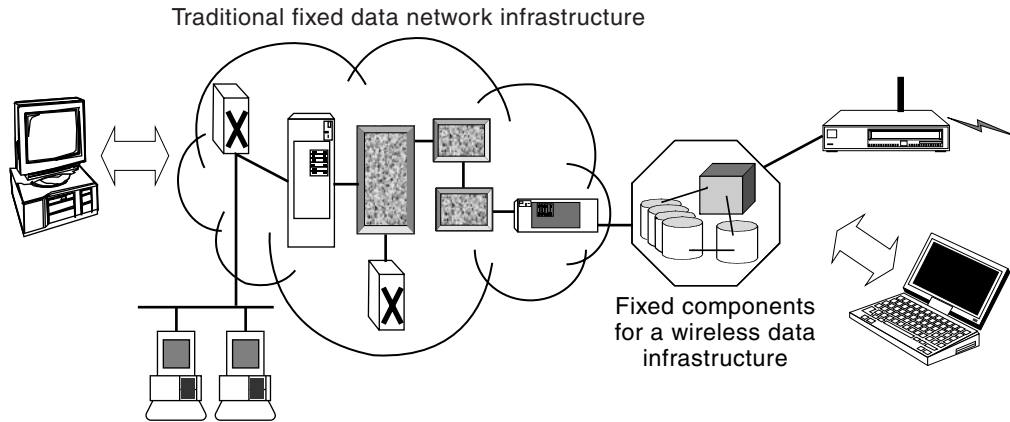 Traditional fixed data network infrastructure
Fixed components
for a wireless data
infrastructure